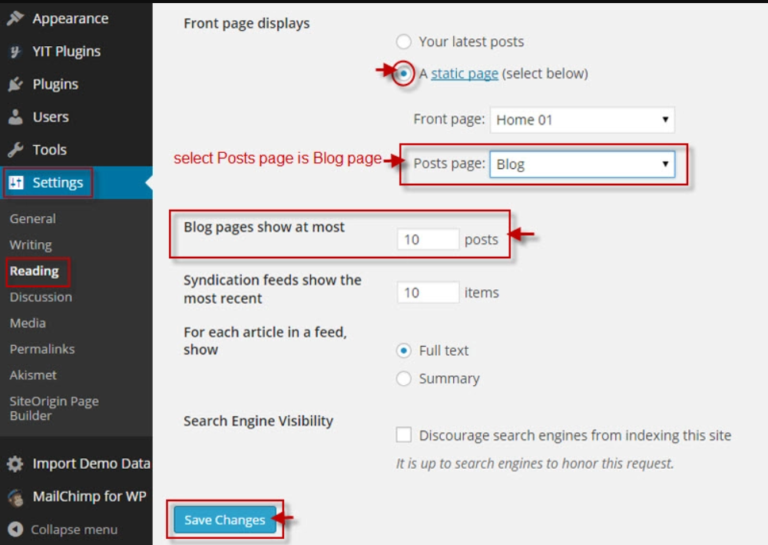 Appearance
YIT Plugins
Plugins
Users
Tools
Settings
General
Writing
Reading
Discussion
Media
Permalinks
Akismet
SiteOrigin Page
Builder
Import Demo Data
MailChimp for WP
Collapse menu
Front page displays
Your latest posts
A static page (select below)
Front page: Home 01
select Posts page is Blog page
Posts page: Blog
Blog pages show at most
10 posts
Syndication feeds show the
most recent
10 items
For each article in a feed,
show
Full text
Summary
Search Engine Visibility
Discourage search engines from indexing this site
It is up to search engines to honor this request.
Save Changes